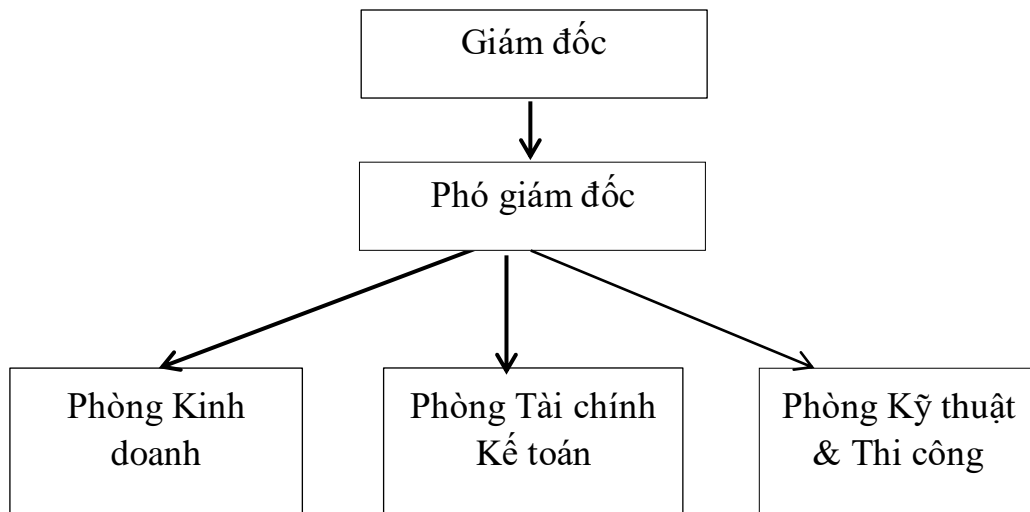 Giám đốc
Phó giám đốc
Phòng Kinh
doanh
Phòng Tài chính
Kế toán
Phòng Kỹ thuật
& Thi công